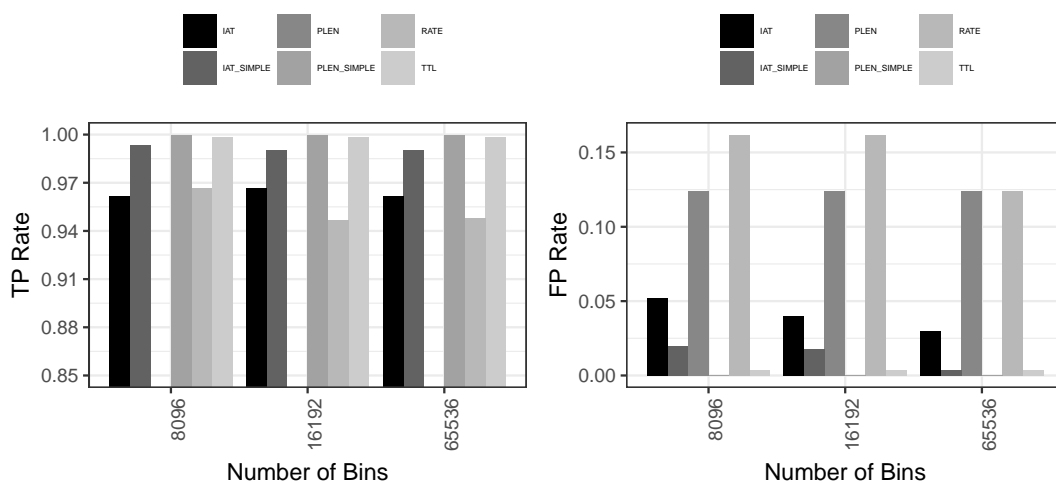 IAT PLEN RATE
IAT_SIMPLE PLEN_SIMPLE TTL
1.00
0.97
0.94
0.91
0.88
0.85
TP Rate
8096
16192
65536
Number of Bins
IAT PLEN RATE
IAT_SIMPLE PLEN_SIMPLE TTL
0.15
0.10
0.05
0.00
FP Rate
8096
16192
65536
Number of Bins